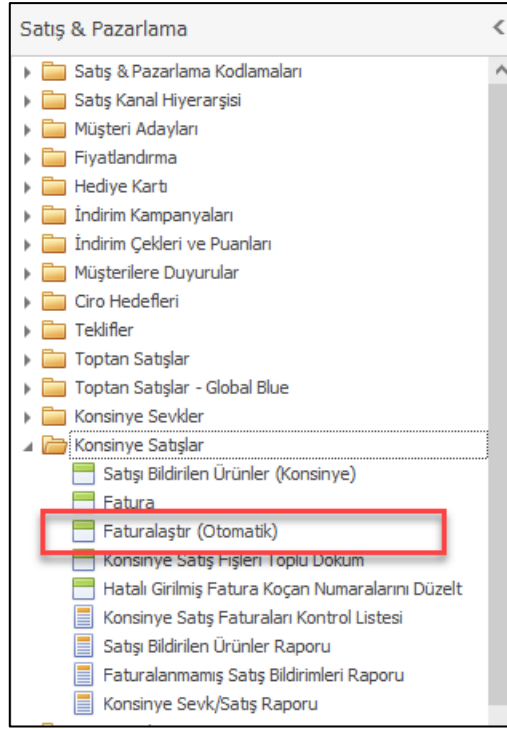 Satış & Pazarlama
Satış & Pazarlama Kodlamaları
Satış Kanal Hiyerarşisi
Müşteri Adayları
Fiyatlandırma
Hediye Kartı
İndirim Kampanyaları
İndirim Çekleri ve Puanları
Müşterilere Duyurular
Ciro Hedefleri
Teklifler
Toptan Satışlar
Toptan Satışlar - Global Blue
Konsinye Sevkler
Konsinye Satışlar
Satışı Bildirilen Ürünler (Konsinye)
Fatura
Faturalaştır (Otomatik)
Konsinye Satış Fişleri Toplu Döküm
Hatalı Girilmiş Fatura Koçan Numaralarını Düzelt
Konsinye Satış Faturaları Kontrol Listesi
Satışı Bildirilen Ürünler Raporu
Faturalanmamış Satış Bildirimleri Raporu
Konsinye Sevk/Satış Raporu